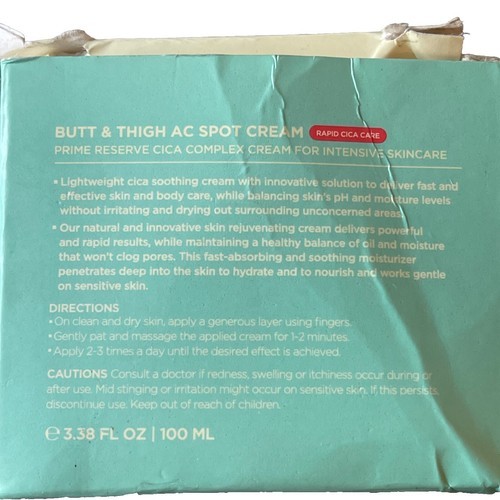 BUTT & THIGH AC SPOT CREAM RAPID CICA CARE
PRIME RESERVE CICA COMPLEX CREAM FOR INTENSIVE SKINCARE
• Lightweight cica soothing cream with innovative solution to deliver fast and
effective skin and body care, while balancing skin's pH and moisture levels
without irritating and drying out surrounding unconcerned areas.
• Our natural and innovative skin rejuvenating cream delivers powerful
and rapid results, while maintaining a healthy balance of oil and moisture
that won't clog pores. This fast-absorbing and soothing moisturizer
penetrates deep into the skin to hydrate and to nourish and works gentle
on sensitive skin.
DIRECTIONS
• On clean and dry skin, apply a generous layer using fingers.
• Gently pat and massage the applied cream for 1-2 minutes.
• Apply 2-3 times a day until the desired effect is achieved.
CAUTIONS Consult a doctor if redness, swelling or itchiness occur during or
after use. Mid stinging or irritation might occur on sensitive skin. If this persists,
discontinue use. Keep out of reach of children.
℮ 3.38 FL OZ | 100 ML